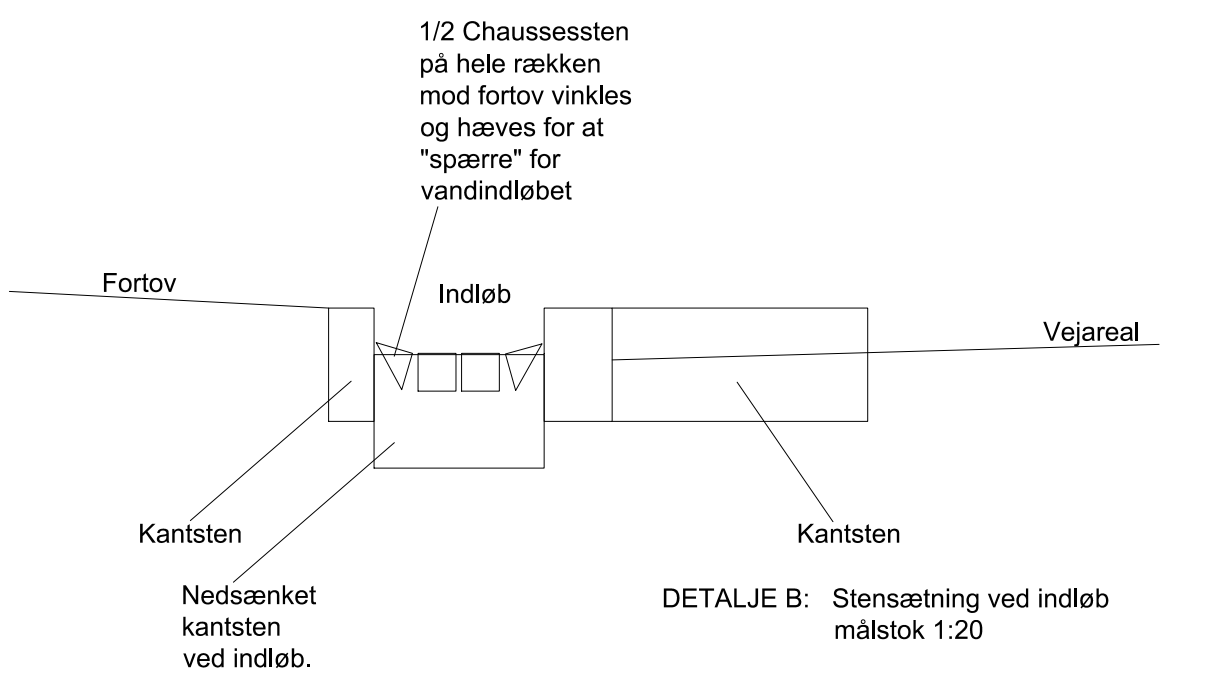 1/2 Chaussessten
på hele rækken
mod fortov vinkles
og hæves for at
"spærre" for
vandindløbet
Fortov
Indløb
Vejareal
Kantsten
Kantsten
Nedsænket
kantsten
ved indløb.
DETALJE B: Stensætning ved indløb
målstok 1:20